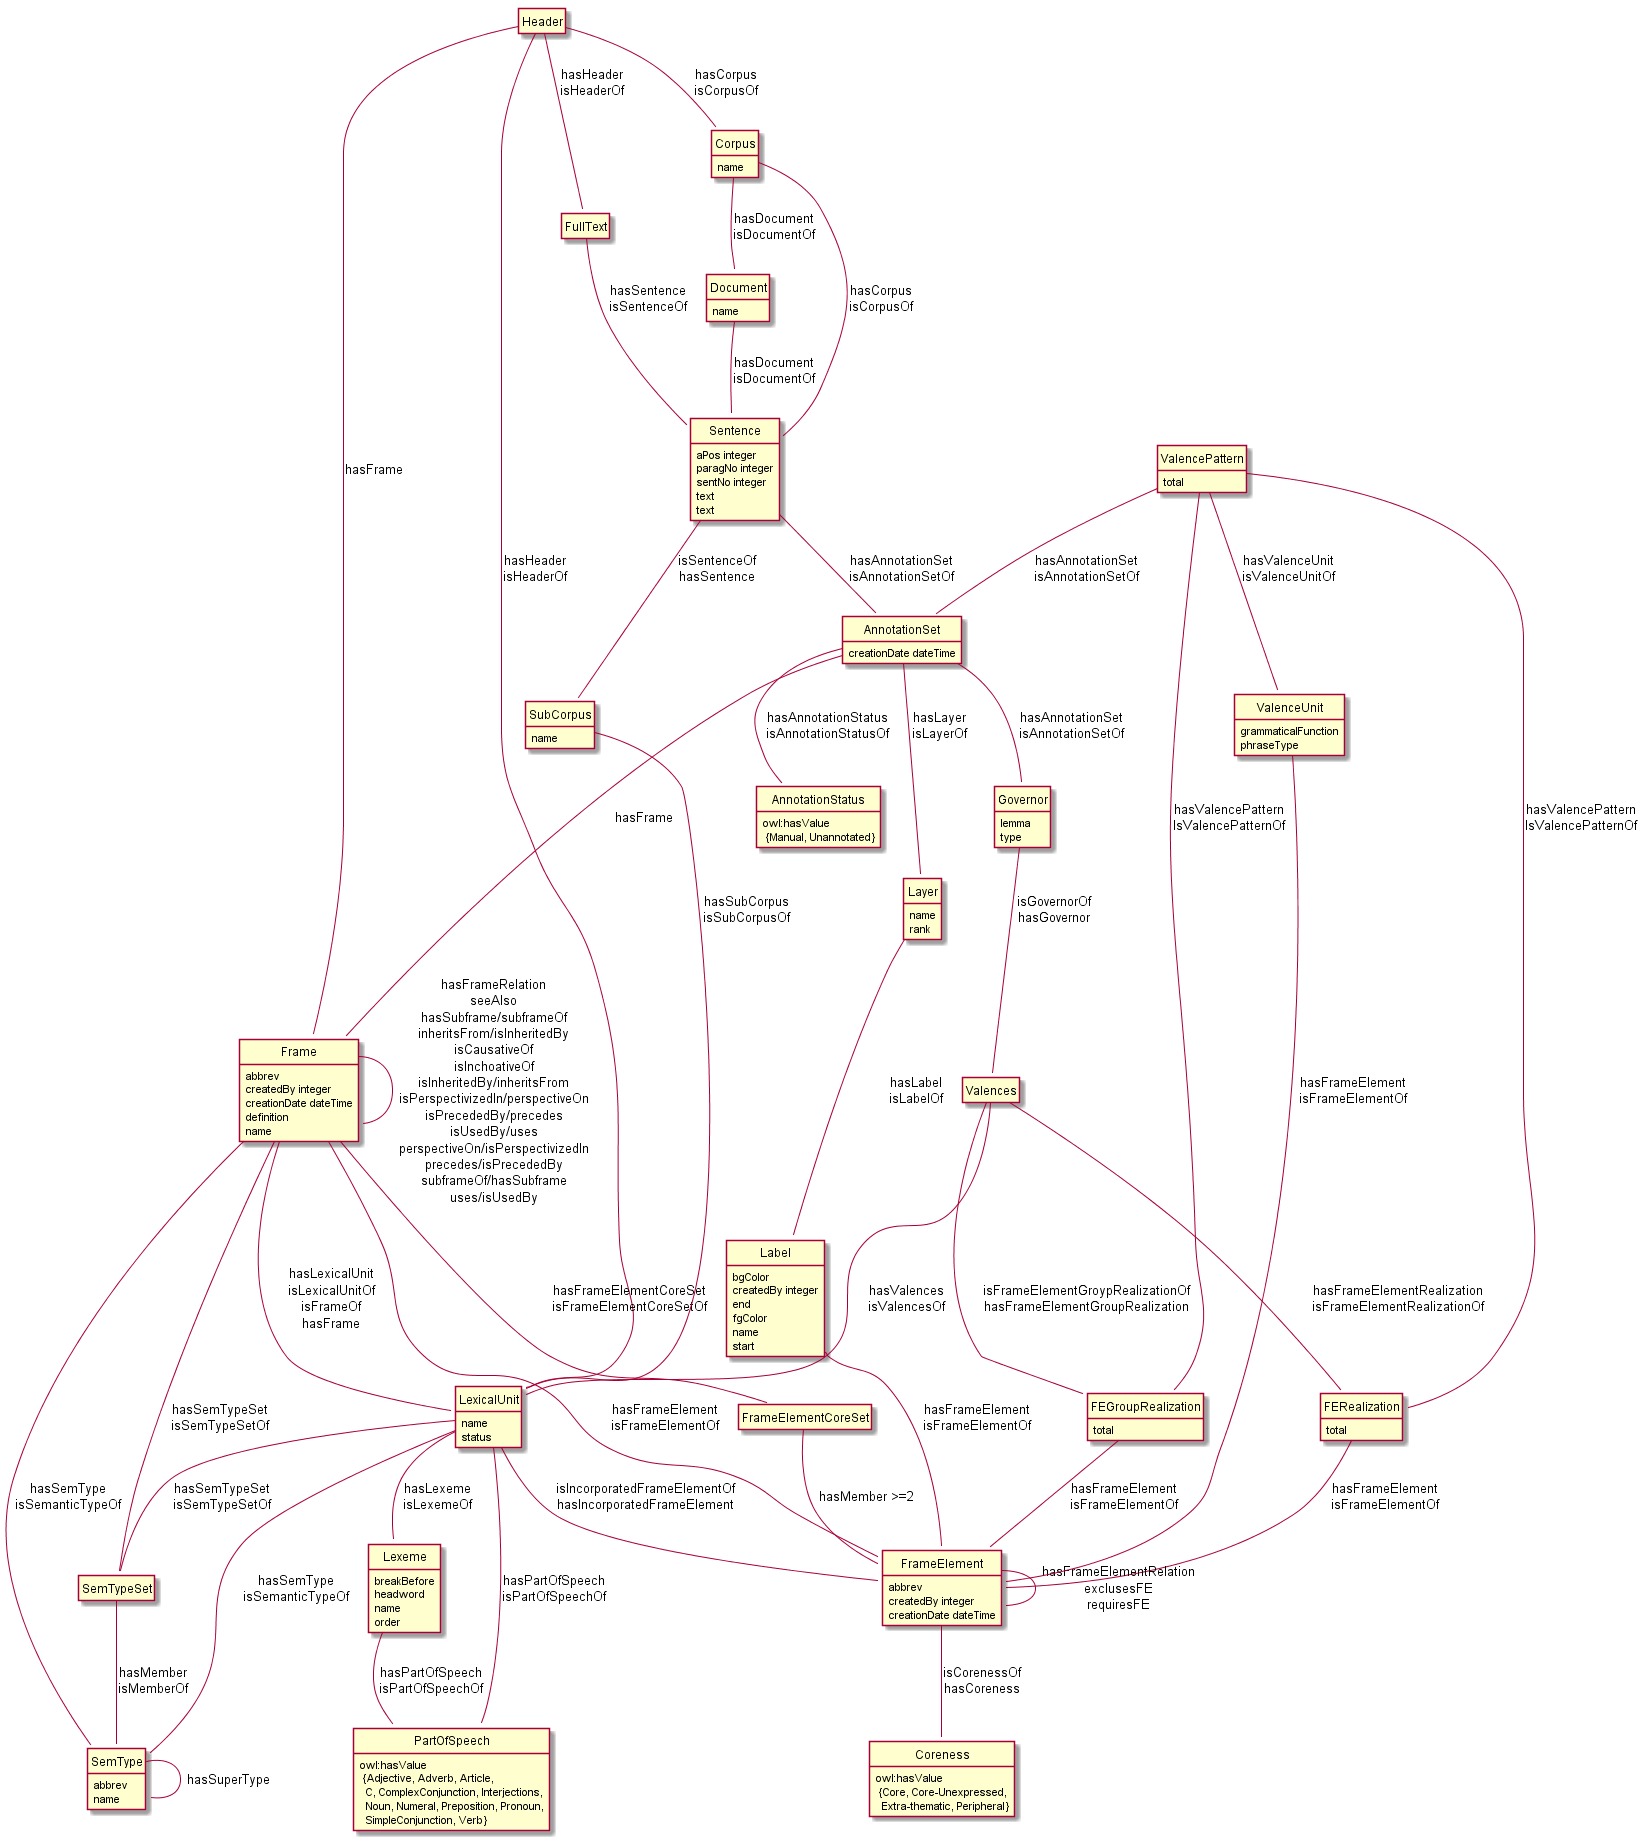 Header
hasHeader
isHeaderOf
hasCorpus
isCorpusOf
Corpus
name
FullText
hasDocument
isDocumentOf
Document
name
hasSentence
isSentenceOf
hasCorpus
isCorpusOf
hasDocument
isDocumentOf
hasFrame
Sentence
aPos integer
paragNo integer
sentNo integer
text
text
ValencePattern
total
hasHeader
isHeaderOf
isSentenceOf
hasSentence
hasAnnotationSet
isAnnotationSetOf
hasAnnotationSet
isAnnotationSetOf
hasValenceUnit
isValenceUnitOf
AnnotationSet
creationDate dateTime
SubCorpus
name
hasAnnotationStatus
isAnnotationStatusOf
hasLayer
isLayerOf
hasAnnotationSet
isAnnotationSetOf
ValenceUnit
grammaticalFunction
phraseType
hasFrame
AnnotationStatus
owl:hasValue
{Manual, Unannotated}
Governor
lemma
type
hasValencePattern
IsValencePatternOf
hasValencePattern
IsValencePatternOf
hasSubCorpus
isSubCorpusOf
Layer
name
rank
isGovernorOf
hasGovernor
hasFrameRelation
seeAlso
hasSubframe/subframeOf
inheritsFrom/isInheritedBy
isCausativeOf
isInchoativeOf
isInheritedBy/inheritsFrom
isPerspectivizedIn/perspectiveOn
isPrecededBy/precedes
isUsedBy/uses
perspectiveOn/isPerspectivizedIn
precedes/isPrecededBy
subframeOf/hasSubframe
uses/isUsedBy
Frame
abbrev
createdBy integer
creationDate dateTime
definition
name
hasLabel
isLabelOf
Valences
hasFrameElement
isFrameElementOf
hasLexicalUnit
isLexicalUnitOf
isFrameOf
hasFrame
hasFrameElementCoreSet
isFrameElementCoreSetOf
Label
bgColor
createdBy integer
end
fgColor
name
start
hasValences
isValencesOf
isFrameElementGroypRealizationOf
hasFrameElementGroupRealization
hasFrameElementRealization
isFrameElementRealizationOf
hasSemTypeSet
isSemTypeSetOf
LexicalUnit
name
status
hasFrameElement
isFrameElementOf
FrameElementCoreSet
hasFrameElement
isFrameElementOf
FEGroupRealization
total
FERealization
total
hasSemType
isSemanticTypeOf
hasSemTypeSet
isSemTypeSetOf
hasLexeme
isLexemeOf
isIncorporatedFrameElementOf
hasIncorporatedFrameElement
hasMember >=2
hasFrameElement
isFrameElementOf
hasFrameElement
isFrameElementOf
SemTypeSet
hasSemType
isSemanticTypeOf
Lexeme
breakBefore
headword
name
order
hasPartOfSpeech
isPartOfSpeechOf
FrameElement
abbrev
createdBy integer
creationDate dateTime
hasFrameElementRelation
exclusesFE
requiresFE
hasMember
isMemberOf
hasPartOfSpeech
isPartOfSpeechOf
isCorenessOf
hasCoreness
SemType
abbrev
name
hasSuperType
PartOfSpeech
owl:hasValue
{Adjective, Adverb, Article,
C, ComplexConjunction, Interjections,
Noun, Numeral, Preposition, Pronoun,
SimpleConjunction, Verb}
Coreness
owl:hasValue
{Core, Core-Unexpressed,
Extra-thematic, Peripheral}